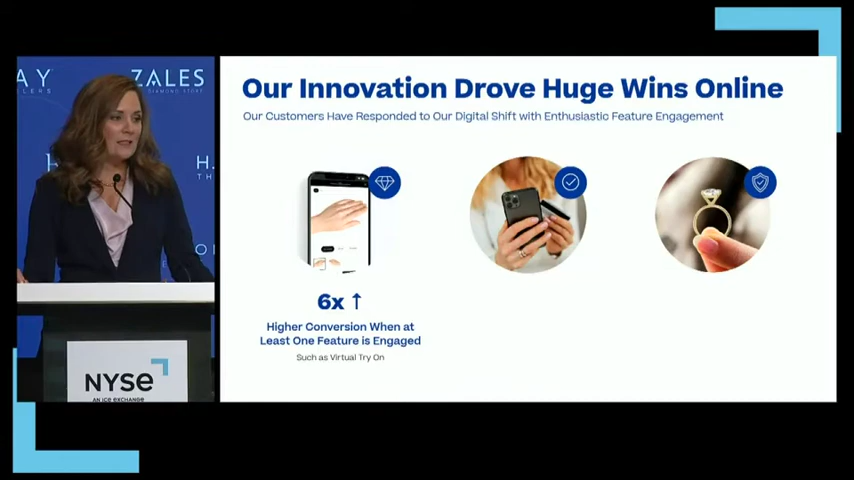 AY
LERS
ZALES
DIAMOND STORE
H
TH
O
NYSE
AN ICE EXCHANGE
Our Innovation Drove Huge Wins Online
Our Customers Have Responded to Our Digital Shift with Enthusiastic Feature Engagement
6x ↑
Higher Conversion When at
Least One Feature is Engaged
Such as Virtual Try On